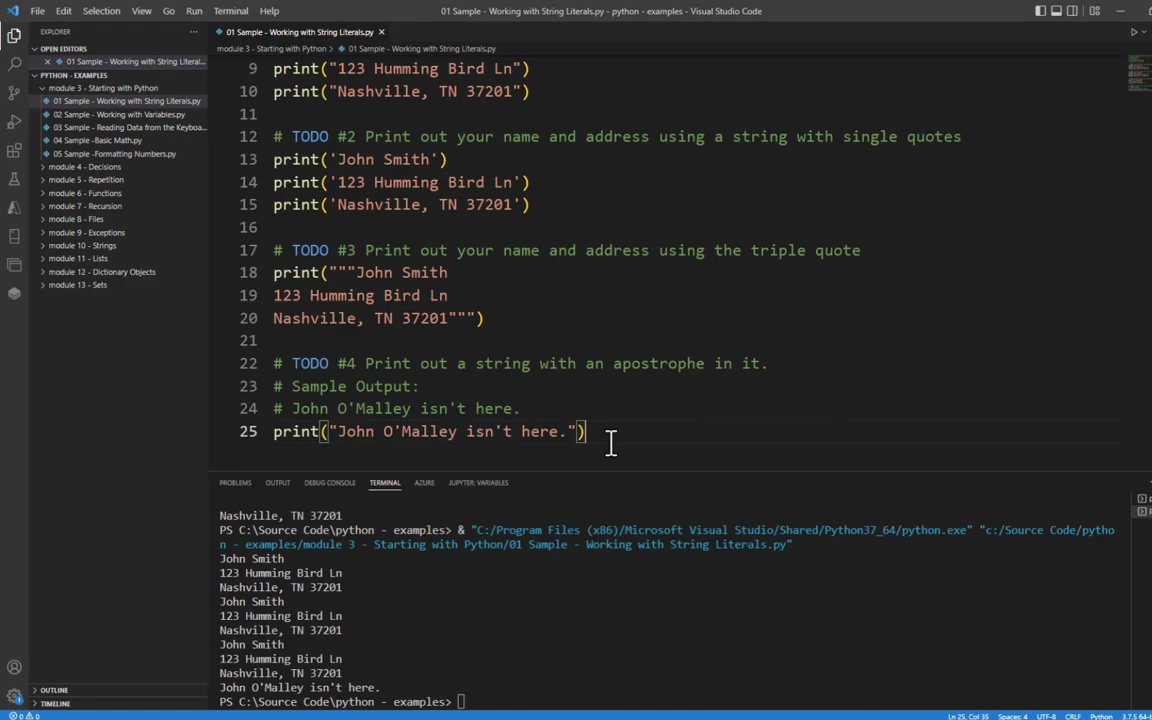 File Edit Selection View Go Run Terminal Help
01 Sample - Working with String Literals.py - python - examples - Visual Studio Code
EXPLORER
OPEN EDITORS
01 Sample - Working with String Literal...
PYTHON - EXAMPLES
module 3 - Starting with Python
01 Sample - Working with String Literals.py
02 Sample - Working with Variables.py
03 Sample - Reading Data from the Keyboa...
04 Sample -Basic Math.py
05 Sample -Formatting Numbers.py
module 4 - Decisions
module 5 - Repetition
module 6 - Functions
module 7 - Recursion
module 8 - Files
module 9 - Exceptions
module 10 - Strings
module 11 - Lists
module 12 - Dictionary Objects
module 13 - Sets
OUTLINE
TIMELINE
01 Sample - Working with String Literals.py
module 3 - Starting with Python > 01 Sample - Working with String Literals.py
9 print("123 Humming Bird Ln")
10 print("Nashville, TN 37201")
11
12 # TODO #2 Print out your name and address using a string with single quotes
13 print('John Smith')
14 print('123 Humming Bird Ln')
15 print('Nashville, TN 37201')
16
17 # TODO #3 Print out your name and address using the triple quote
18 print("""John Smith
19 123 Humming Bird Ln
20 Nashville, TN 37201""")
21
22 # TODO #4 Print out a string with an apostrophe in it.
23 # Sample Output:
24 # John O'Malley isn't here.
25 print("John O'Malley isn't here.")
PROBLEMS OUTPUT DEBUG CONSOLE TERMINAL AZURE JUPYTER: VARIABLES
Nashville, TN 37201
PS C:\Source Code\python - examples> & "C:/Program Files (x86)/Microsoft Visual Studio/Shared/Python37_64/python.exe" "c:/Source Code/pytho
n - examples/module 3 - Starting with Python/01 Sample - Working with String Literals.py"
John Smith
123 Humming Bird Ln
Nashville, TN 37201
John Smith
123 Humming Bird Ln
Nashville, TN 37201
John Smith
123 Humming Bird Ln
Nashville, TN 37201
John O'Malley isn't here.
PS C:\Source Code\python - examples>
0 0
Ln 25, Col 35 Spaces: 4 UTF-8 CRLF Python 3.7.5 64-b